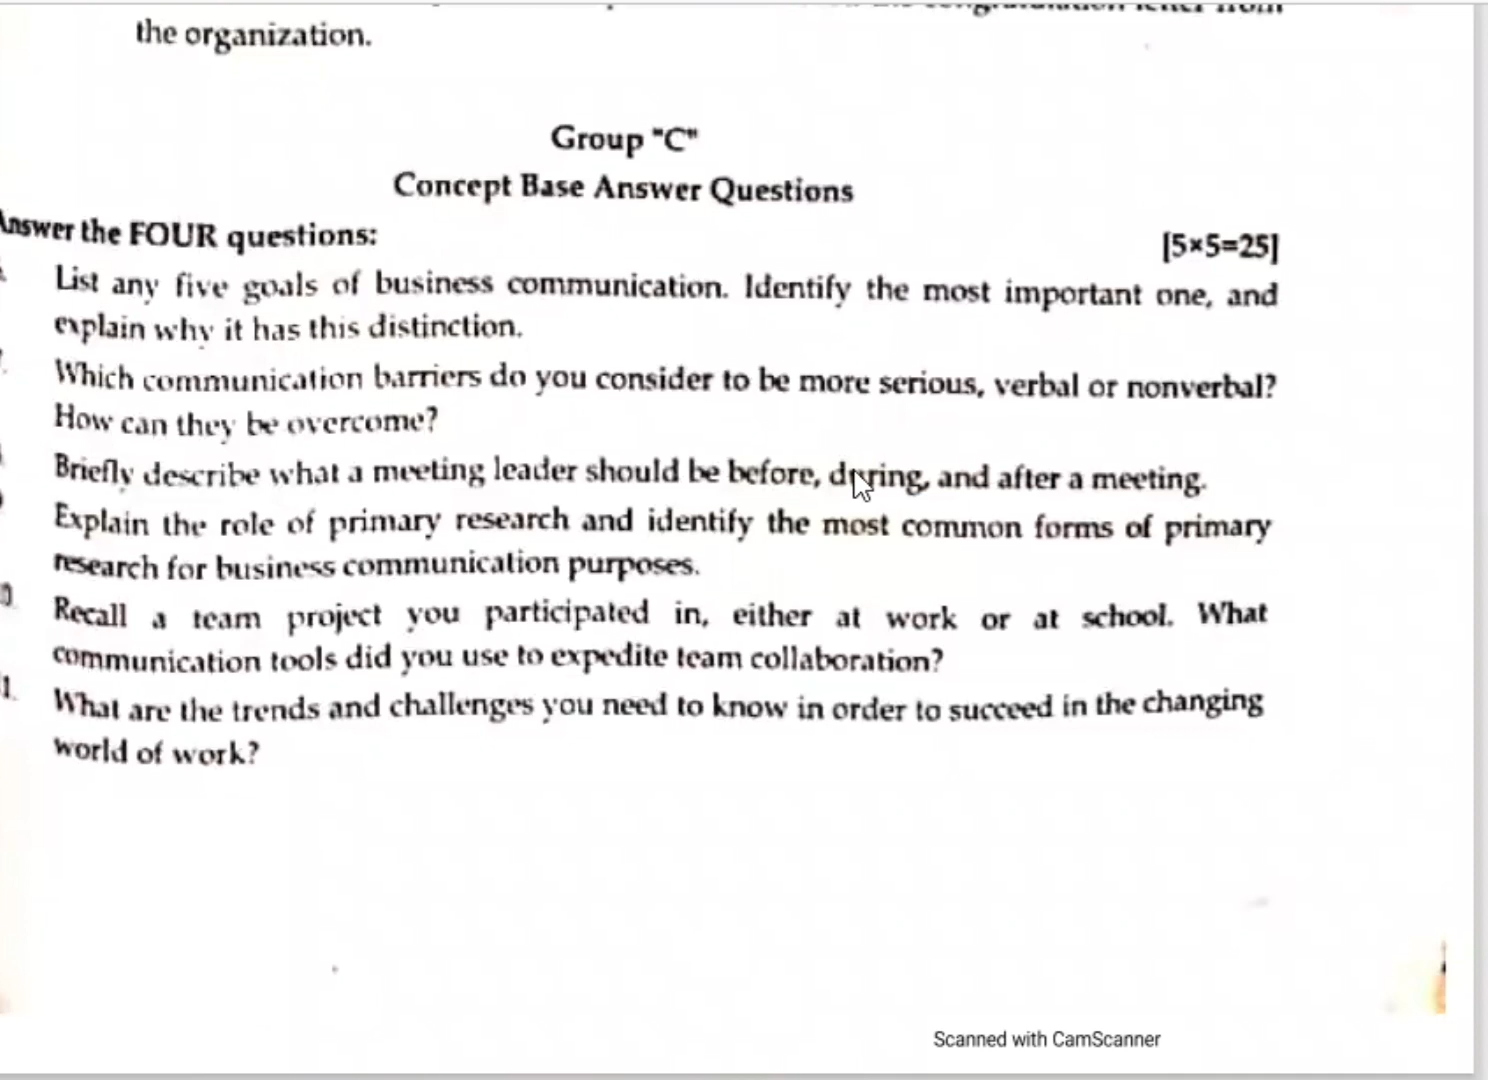 the organization.
Group "C"
Concept Base Answer Questions
Answer the FOUR questions: [5×5=25]
List any five goals of business communication. Identify the most important one, and
explain why it has this distinction.
Which communication barriers do you consider to be more serious, verbal or nonverbal?
How can they be overcome?
Briefly describe what a meeting leader should be before, during, and after a meeting.
Explain the role of primary research and identify the most common forms of primary
research for business communication purposes.
Recall a team project you participated in, either at work or at school. What
communication tools did you use to expedite team collaboration?
What are the trends and challenges you need to know in order to succeed in the changing
world of work?
Scanned with CamScanner